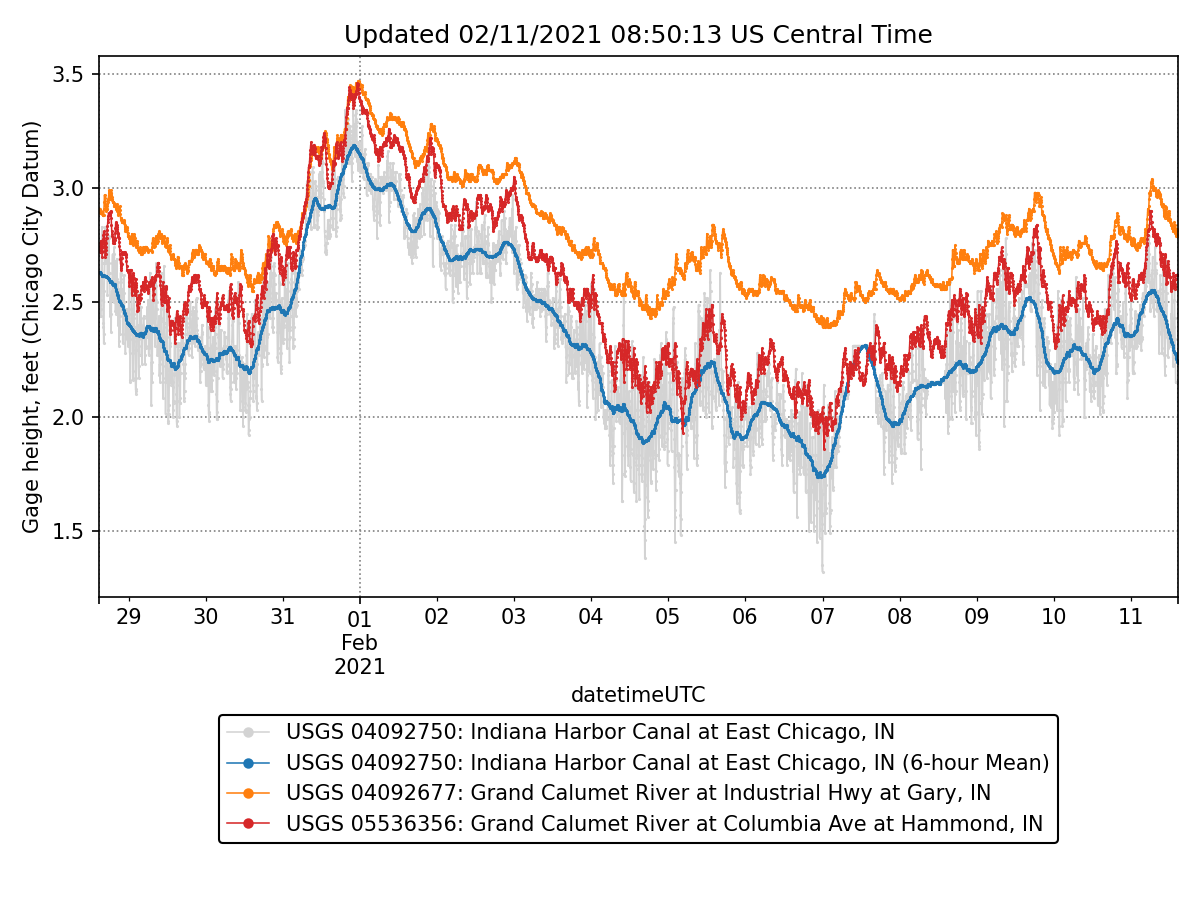 Updated 02/11/2021 08:50:13 US Central Time
Gage height, feet (Chicago City Datum)
3.5
3.0
2.5
2.0
1.5
29 30 31 01 02 03 04 05 06 07 08 09 10 11
Feb
2021
datetimeUTC
USGS 04092750: Indiana Harbor Canal at East Chicago, IN
USGS 04092750: Indiana Harbor Canal at East Chicago, IN (6-hour Mean)
USGS 04092677: Grand Calumet River at Industrial Hwy at Gary, IN
USGS 05536356: Grand Calumet River at Columbia Ave at Hammond, IN